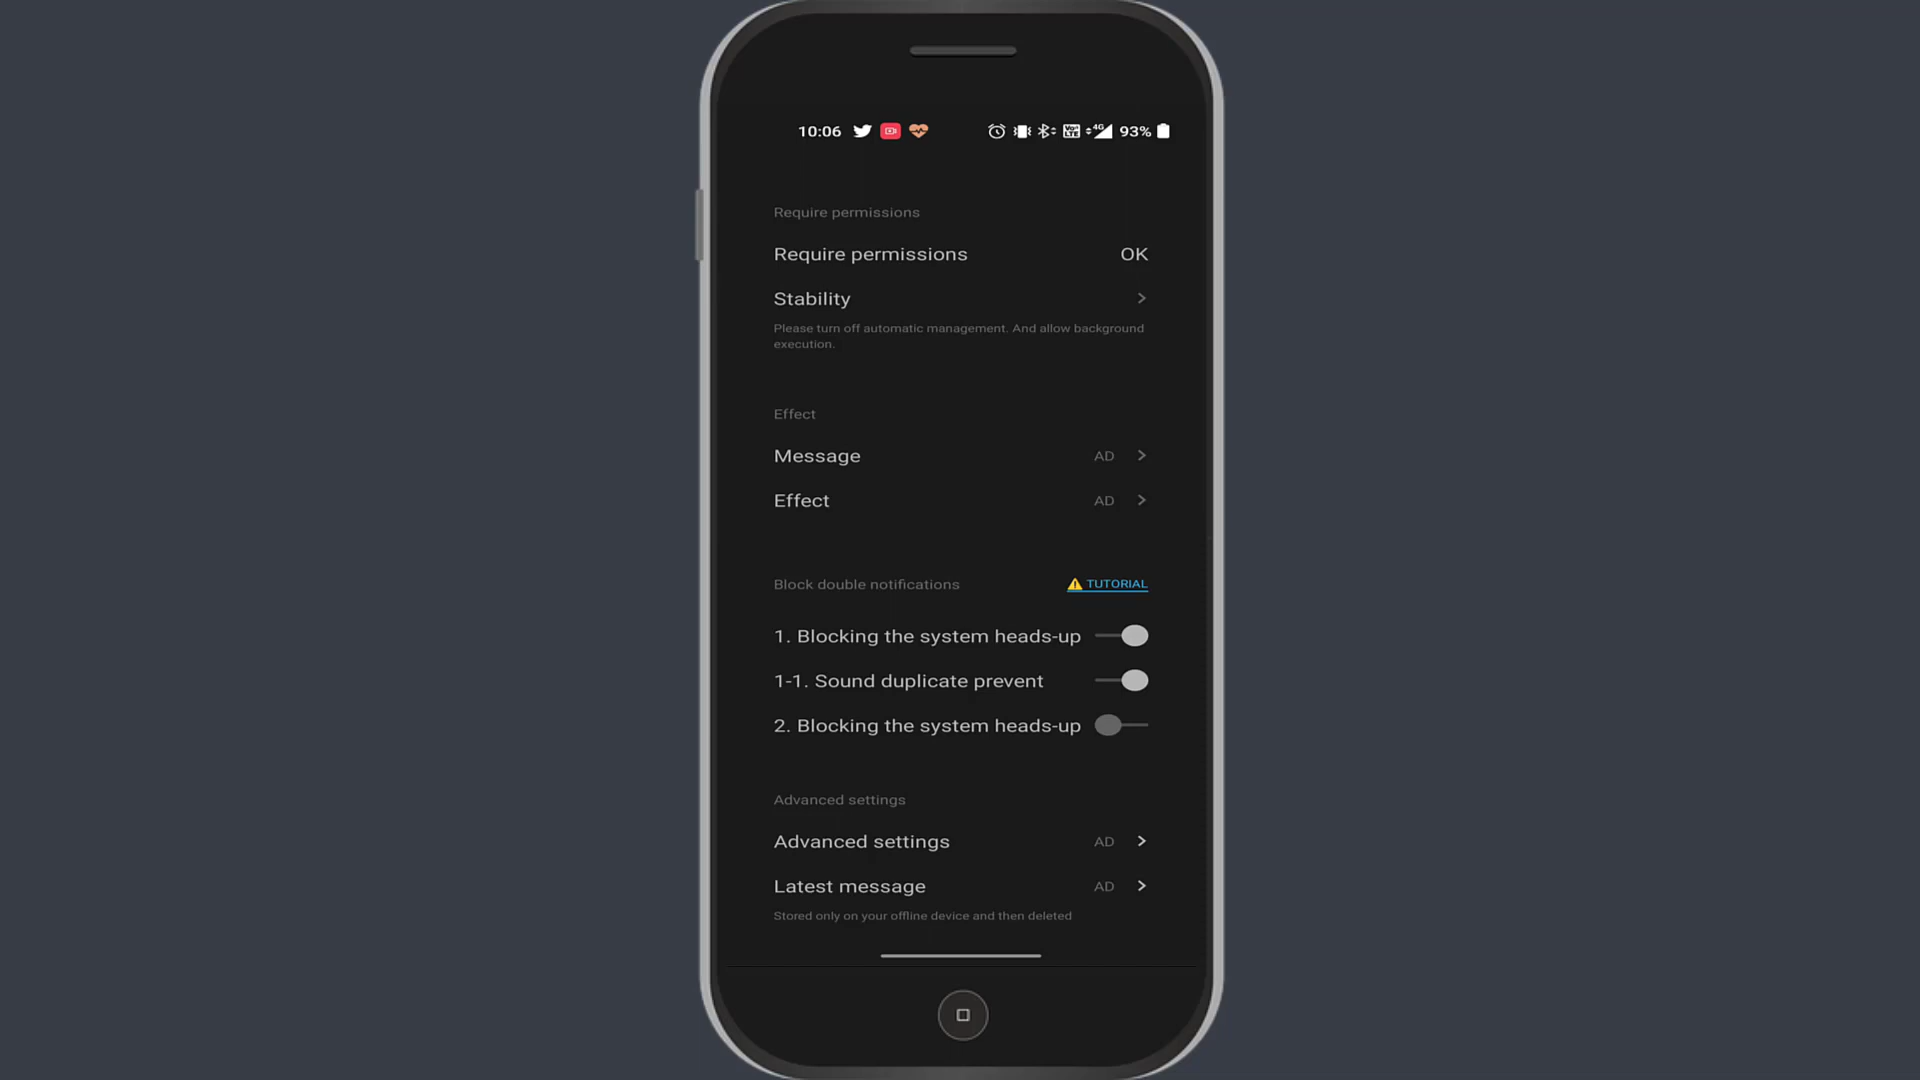 10:06 4G VoLTE 93%
Require permissions
Require permissions OK
Stability
Please turn off automatic management. And allow background
execution.
Effect
Message AD
Effect AD
Block double notifications TUTORIAL
1. Blocking the system heads-up
1-1. Sound duplicate prevent
2. Blocking the system heads-up
Advanced settings
Advanced settings AD
Latest message AD
Stored only on your offline device and then deleted